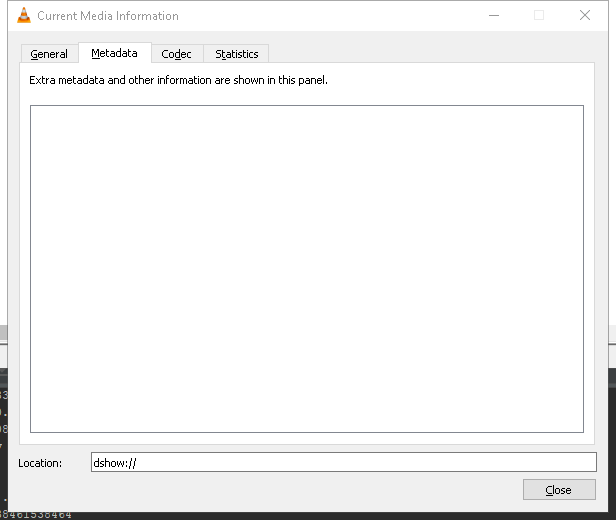 Current Media Information
General Metadata Codec Statistics
Extra metadata and other information are shown in this panel.
Location: dshow://
Close
38461538464